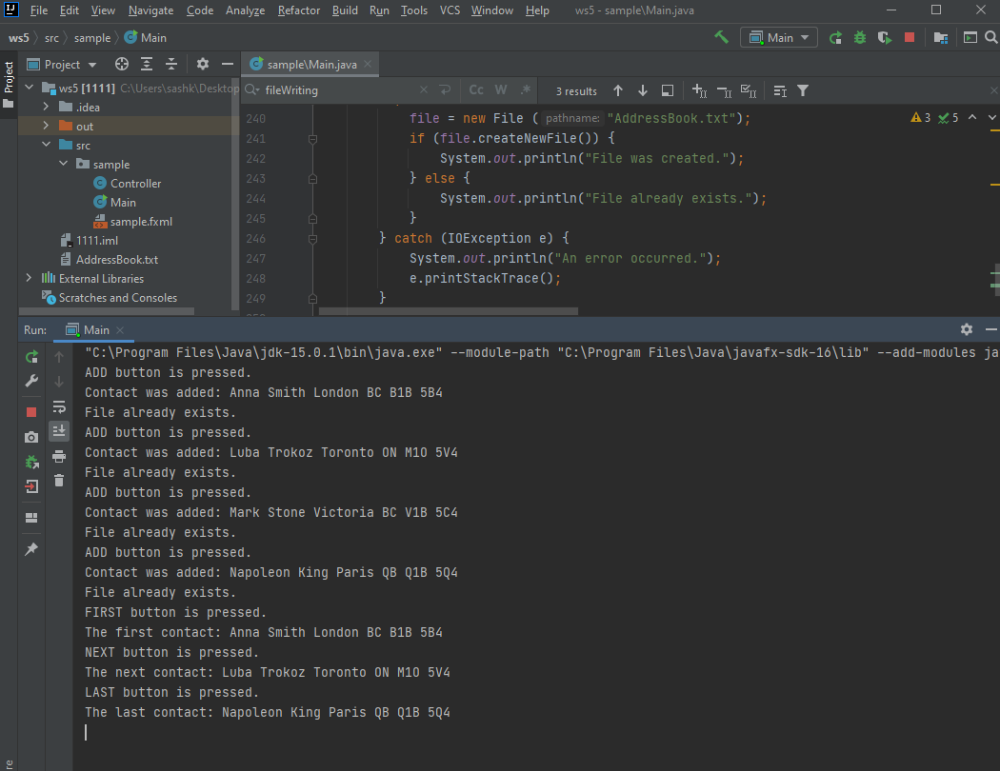 File Edit View Navigate Code Analyze Refactor Build Run Tools VCS Window Help ws5 - sample\Main.java
ws5 src sample Main
Main
Project
Project
sample\Main.java
ws5 [1111] C:\Users\sashk\Desktop
.idea
out
src
sample
Controller
Main
sample.fxml
1111.iml
AddressBook.txt
External Libraries
Scratches and Consoles
fileWriting
Cc W .*
3 results
3 5
240 file = new File ( pathname: "AddressBook.txt");
241 if (file.createNewFile()) {
242 System.out.println("File was created.");
243 } else {
244 System.out.println("File already exists.");
245 }
246 } catch (IOException e) {
247 System.out.println("An error occurred.");
248 e.printStackTrace();
249 }
Run: Main
"C:\Program Files\Java\jdk-15.0.1\bin\java.exe" --module-path "C:\Program Files\Java\javafx-sdk-16\lib" --add-modules ja
ADD button is pressed.
Contact was added: Anna Smith London BC B1B 5B4
File already exists.
ADD button is pressed.
Contact was added: Luba Trokoz Toronto ON M1O 5V4
File already exists.
ADD button is pressed.
Contact was added: Mark Stone Victoria BC V1B 5C4
File already exists.
ADD button is pressed.
Contact was added: Napoleon King Paris QB Q1B 5Q4
File already exists.
FIRST button is pressed.
The first contact: Anna Smith London BC B1B 5B4
NEXT button is pressed.
The next contact: Luba Trokoz Toronto ON M1O 5V4
LAST button is pressed.
The last contact: Napoleon King Paris QB Q1B 5Q4